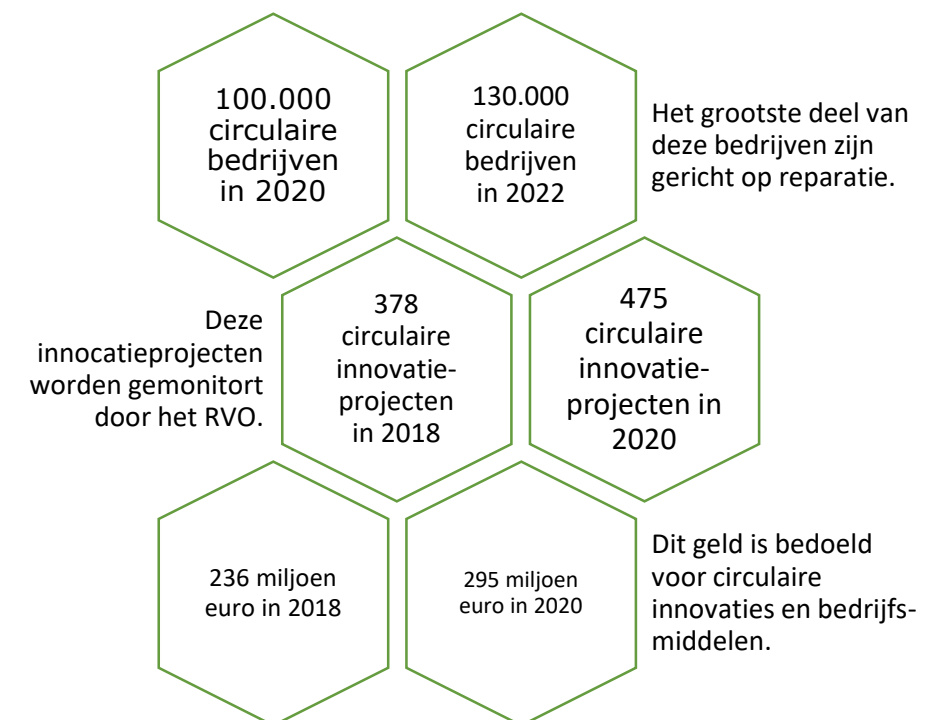 100.000
circulaire
bedrijven
in 2020
130.000
circulaire
bedrijven
in 2022
Het grootste deel van
deze bedrijven zijn
gericht op reparatie.
Deze
innocatieprojecten
worden gemonitort
door het RVO.
378
circulaire
innovatie-
projecten
in 2018
475
circulaire
innovatie-
projecten in
2020
236 miljoen
euro in 2018
295 miljoen
euro in 2020
Dit geld is bedoeld
voor circulaire
innovaties en bedrijfs-
middelen.